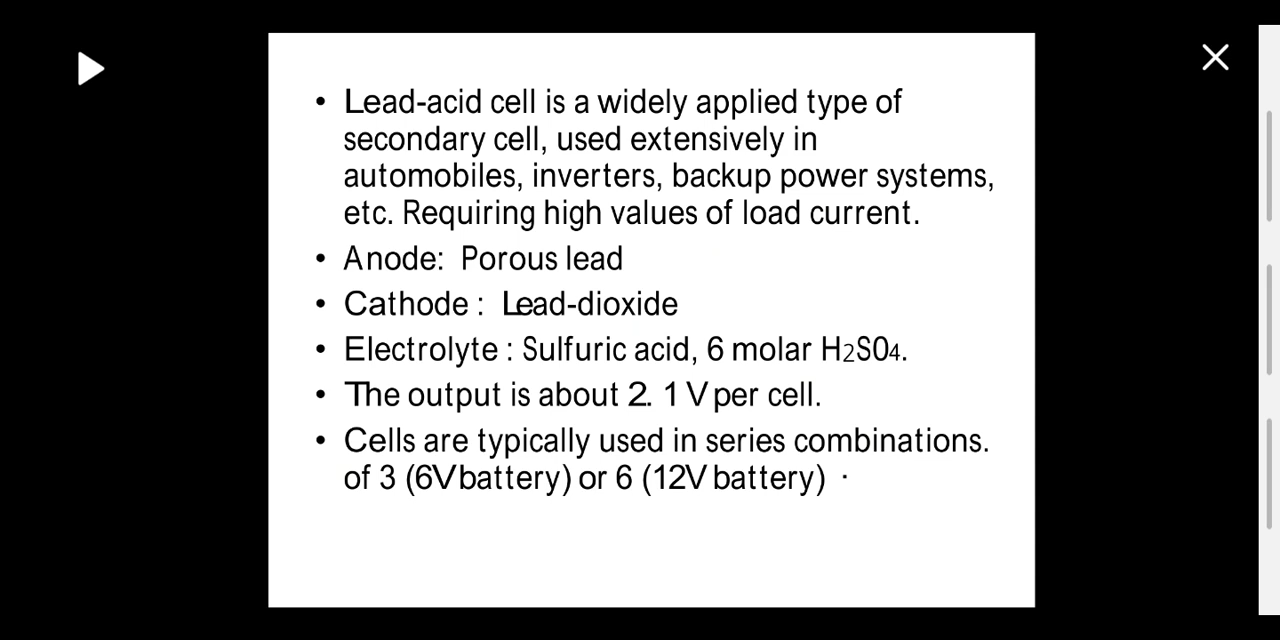 • Lead-acid cell is a widely applied type of
secondary cell, used extensively in
automobiles, inverters, backup power systems,
etc. Requiring high values of load current.
• Anode: Porous lead
• Cathode : Lead-dioxide
• Electrolyte : Sulfuric acid, 6 molar H2SO4.
• The output is about 2. 1 V per cell.
• Cells are typically used in series combinations.
of 3 (6V battery) or 6 (12V battery) ·